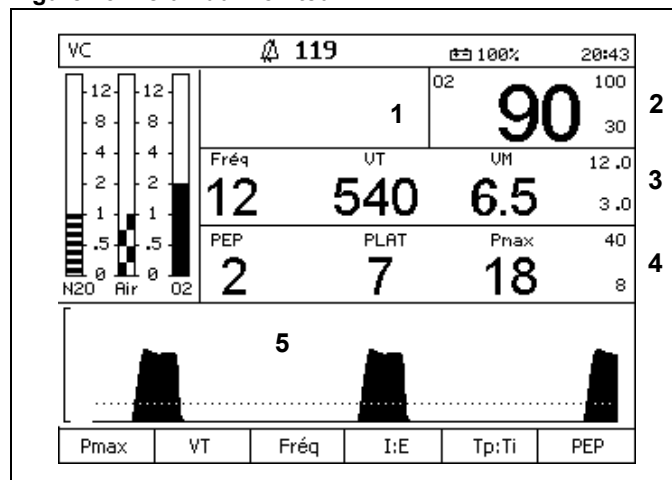 VC 119 100% 20:43
12 12
8 8
4 4
2 2
1 1
.5 .5
0 0
N2O Air O2
1
O2 90 100 30
2
Fréq VT VM 12.0
12 540 6.5 3.0
3
PEP PLAT Pmax 40
2 7 18 8
4
5
Pmax VT Fréq I:E Tp:Ti PEP